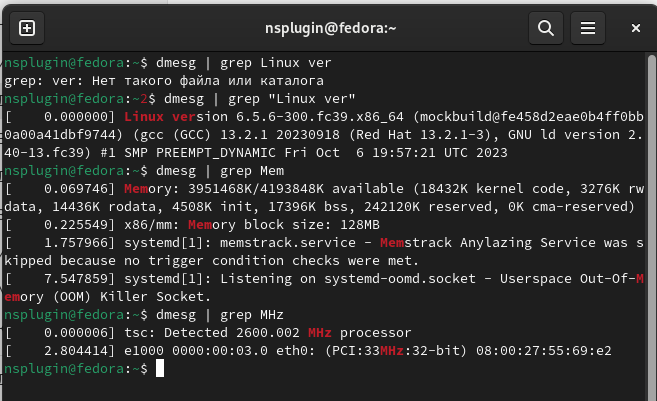 nsplugin@fedora:~
nsplugin@fedora:~$ dmesg | grep Linux ver
grep: ver: Нет такого файла или каталога
nsplugin@fedora:~2$ dmesg | grep "Linux ver"
[    0.000000] Linux version 6.5.6-300.fc39.x86_64 (mockbuild@fe458d2eae0b4ff0bb
0a00a41dbf9744) (gcc (GCC) 13.2.1 20230918 (Red Hat 13.2.1-3), GNU ld version 2.
40-13.fc39) #1 SMP PREEMPT_DYNAMIC Fri Oct  6 19:57:21 UTC 2023
nsplugin@fedora:~$ dmesg | grep Mem
[    0.069746] Memory: 3951468K/4193848K available (18432K kernel code, 3276K rw
data, 14436K rodata, 4508K init, 17396K bss, 242120K reserved, 0K cma-reserved)
[    0.225549] x86/mm: Memory block size: 128MB
[    1.757966] systemd[1]: memstrack.service - Memstrack Anylazing Service was s
kipped because no trigger condition checks were met.
[    7.547859] systemd[1]: Listening on systemd-oomd.socket - Userspace Out-Of-M
emory (OOM) Killer Socket.
nsplugin@fedora:~$ dmesg | grep MHz
[    0.000006] tsc: Detected 2600.002 MHz processor
[    2.804414] e1000 0000:00:03.0 eth0: (PCI:33MHz:32-bit) 08:00:27:55:69:e2
nsplugin@fedora:~$